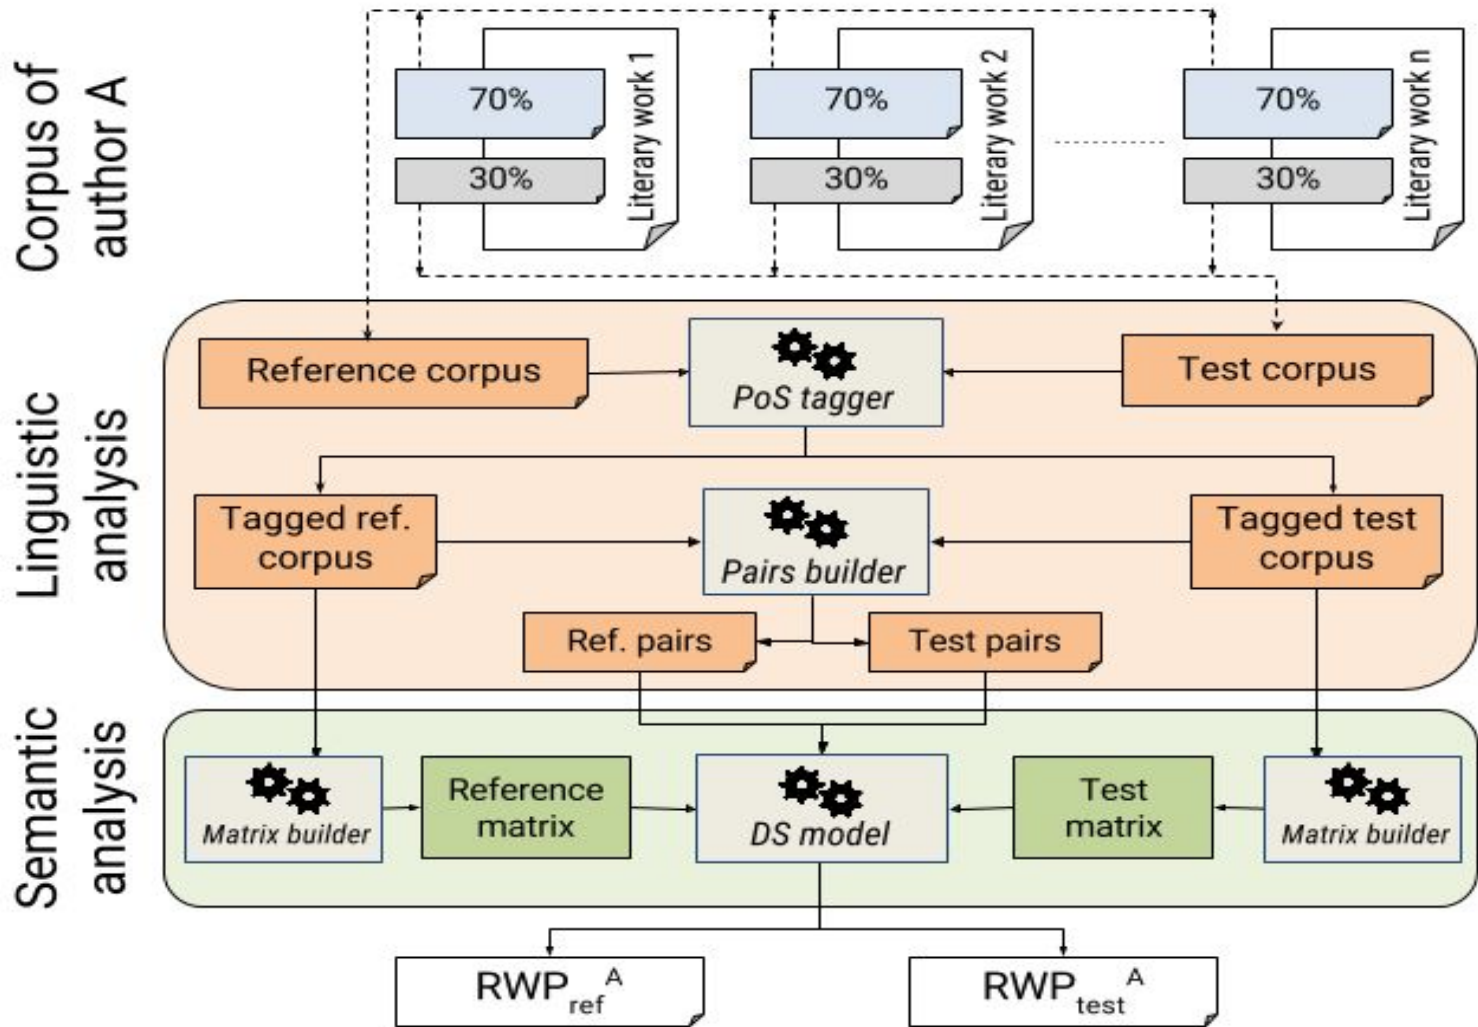 Corpus of
author A
70%
30%
Literary work 1
70%
30%
Literary work 2
70%
30%
Literary work n
Linguistic
analysis
Reference corpus
PoS tagger
Test corpus
Tagged ref.
corpus
Pairs builder
Tagged test
corpus
Ref. pairs
Test pairs
Semantic
analysis
Matrix builder
Reference
matrix
DS model
Test
matrix
Matrix builder
RWP_ref^A
RWP_test^A